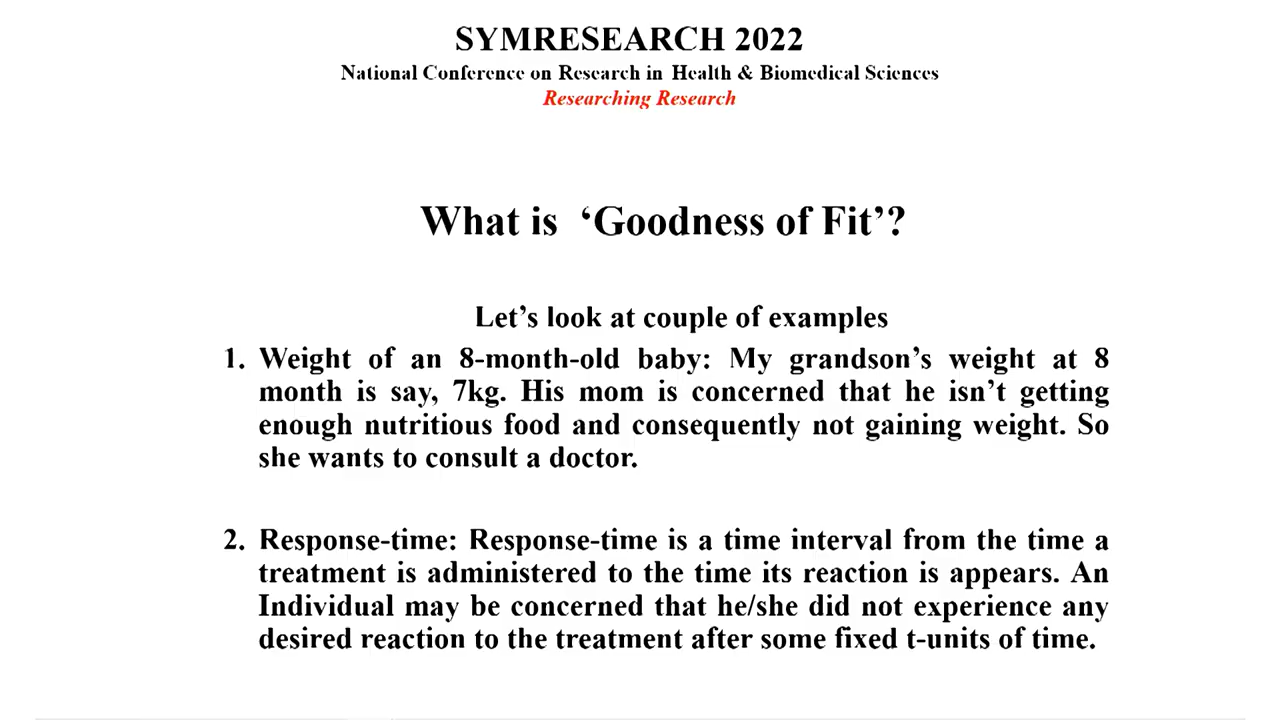 SYMRESEARCH 2022
National Conference on Research in Health & Biomedical Sciences
Researching Research
What is ‘Goodness of Fit’?
Let’s look at couple of examples
1. Weight of an 8-month-old baby: My grandson’s weight at 8
month is say, 7kg. His mom is concerned that he isn’t getting
enough nutritious food and consequently not gaining weight. So
she wants to consult a doctor.
2. Response-time: Response-time is a time interval from the time a
treatment is administered to the time its reaction is appears. An
Individual may be concerned that he/she did not experience any
desired reaction to the treatment after some fixed t-units of time.